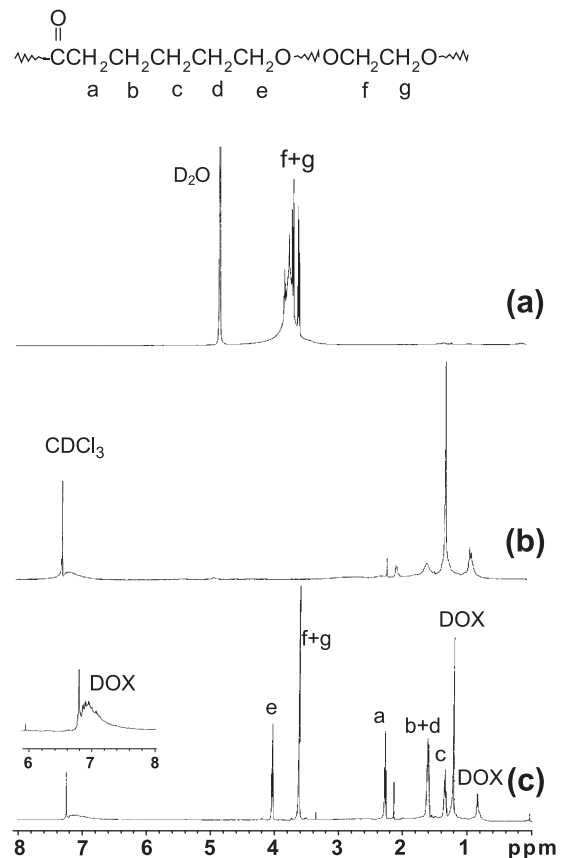 O
CCH₂CH₂CH₂CH₂CH₂O OCH₂CH₂O
a b c d e f g
D₂O
f+g
(a)
CDCl₃
(b)
DOX
f+g
DOX
e
a
b+d
c
DOX
(c)
6 7 8
8 7 6 5 4 3 2 1 ppm